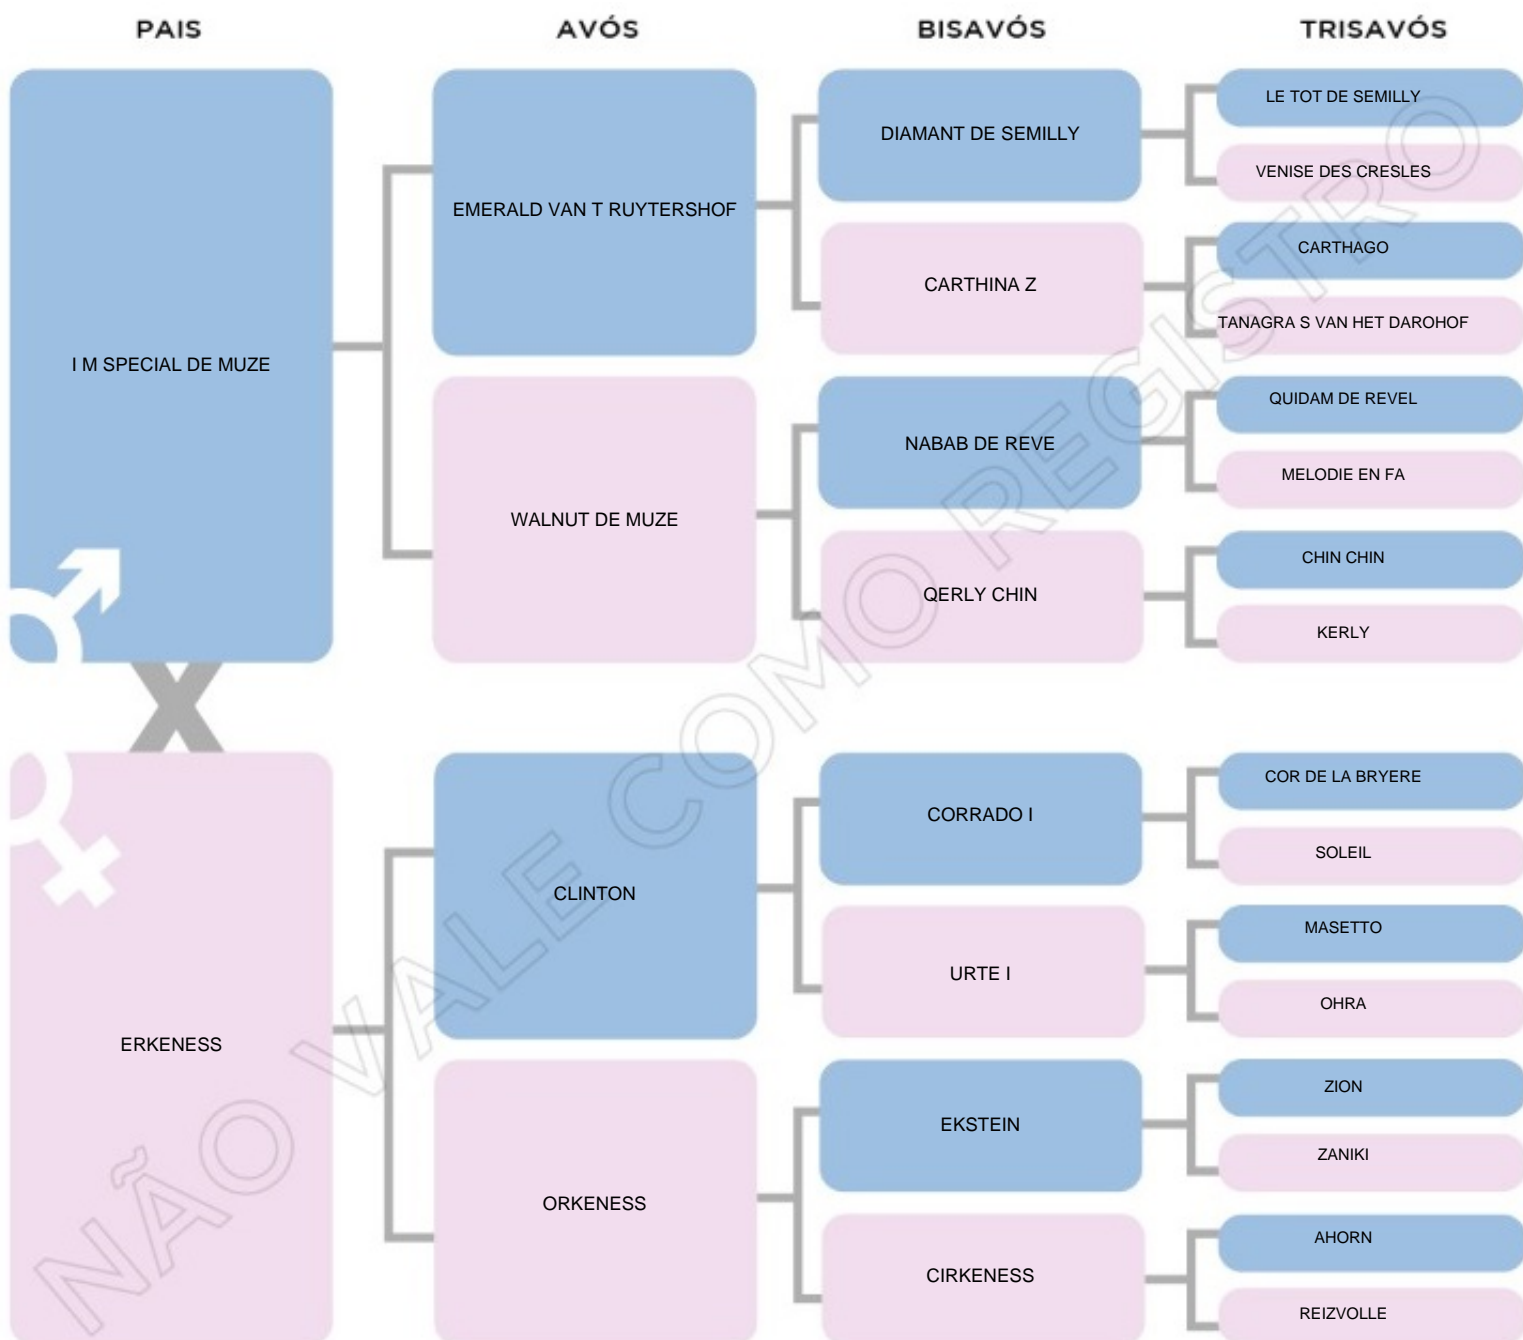 PAIS
AVÓS
BISAVÓS
TRISAVÓS
I M SPECIAL DE MUZE
EMERALD VAN T RUYTERSHOF
DIAMANT DE SEMILLY
LE TOT DE SEMILLY
VENISE DES CRESLES
CARTHINA Z
CARTHAGO
TANAGRA S VAN HET DAROHOF
WALNUT DE MUZE
NABAB DE REVE
QUIDAM DE REVEL
MELODIE EN FA
QERLY CHIN
CHIN CHIN
KERLY
X
ERKENESS
CLINTON
CORRADO I
COR DE LA BRYERE
SOLEIL
URTE I
MASETTO
OHRA
ORKENESS
EKSTEIN
ZION
ZANIKI
CIRKENESS
AHORN
REIZVOLLE
NÃO VALE COMO REGISTRO